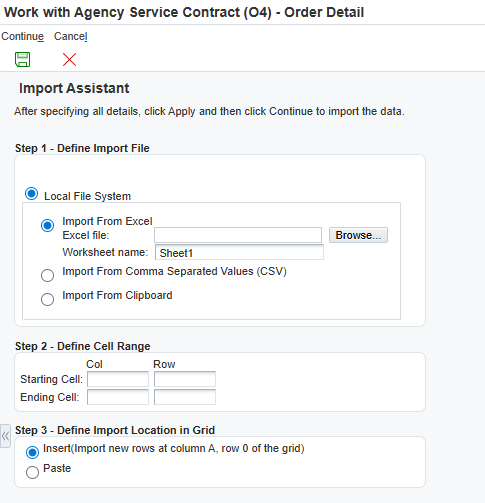 Work with Agency Service Contract (O4) - Order Detail
Continue Cancel
Import Assistant
After specifying all details, click Apply and then click Continue to import the data.
Step 1 - Define Import File
Local File System
Import From Excel
Excel file: Browse...
Worksheet name: Sheet1
Import From Comma Separated Values (CSV)
Import From Clipboard
Step 2 - Define Cell Range
Col Row
Starting Cell:
Ending Cell:
Step 3 - Define Import Location in Grid
Insert(Import new rows at column A, row 0 of the grid)
Paste